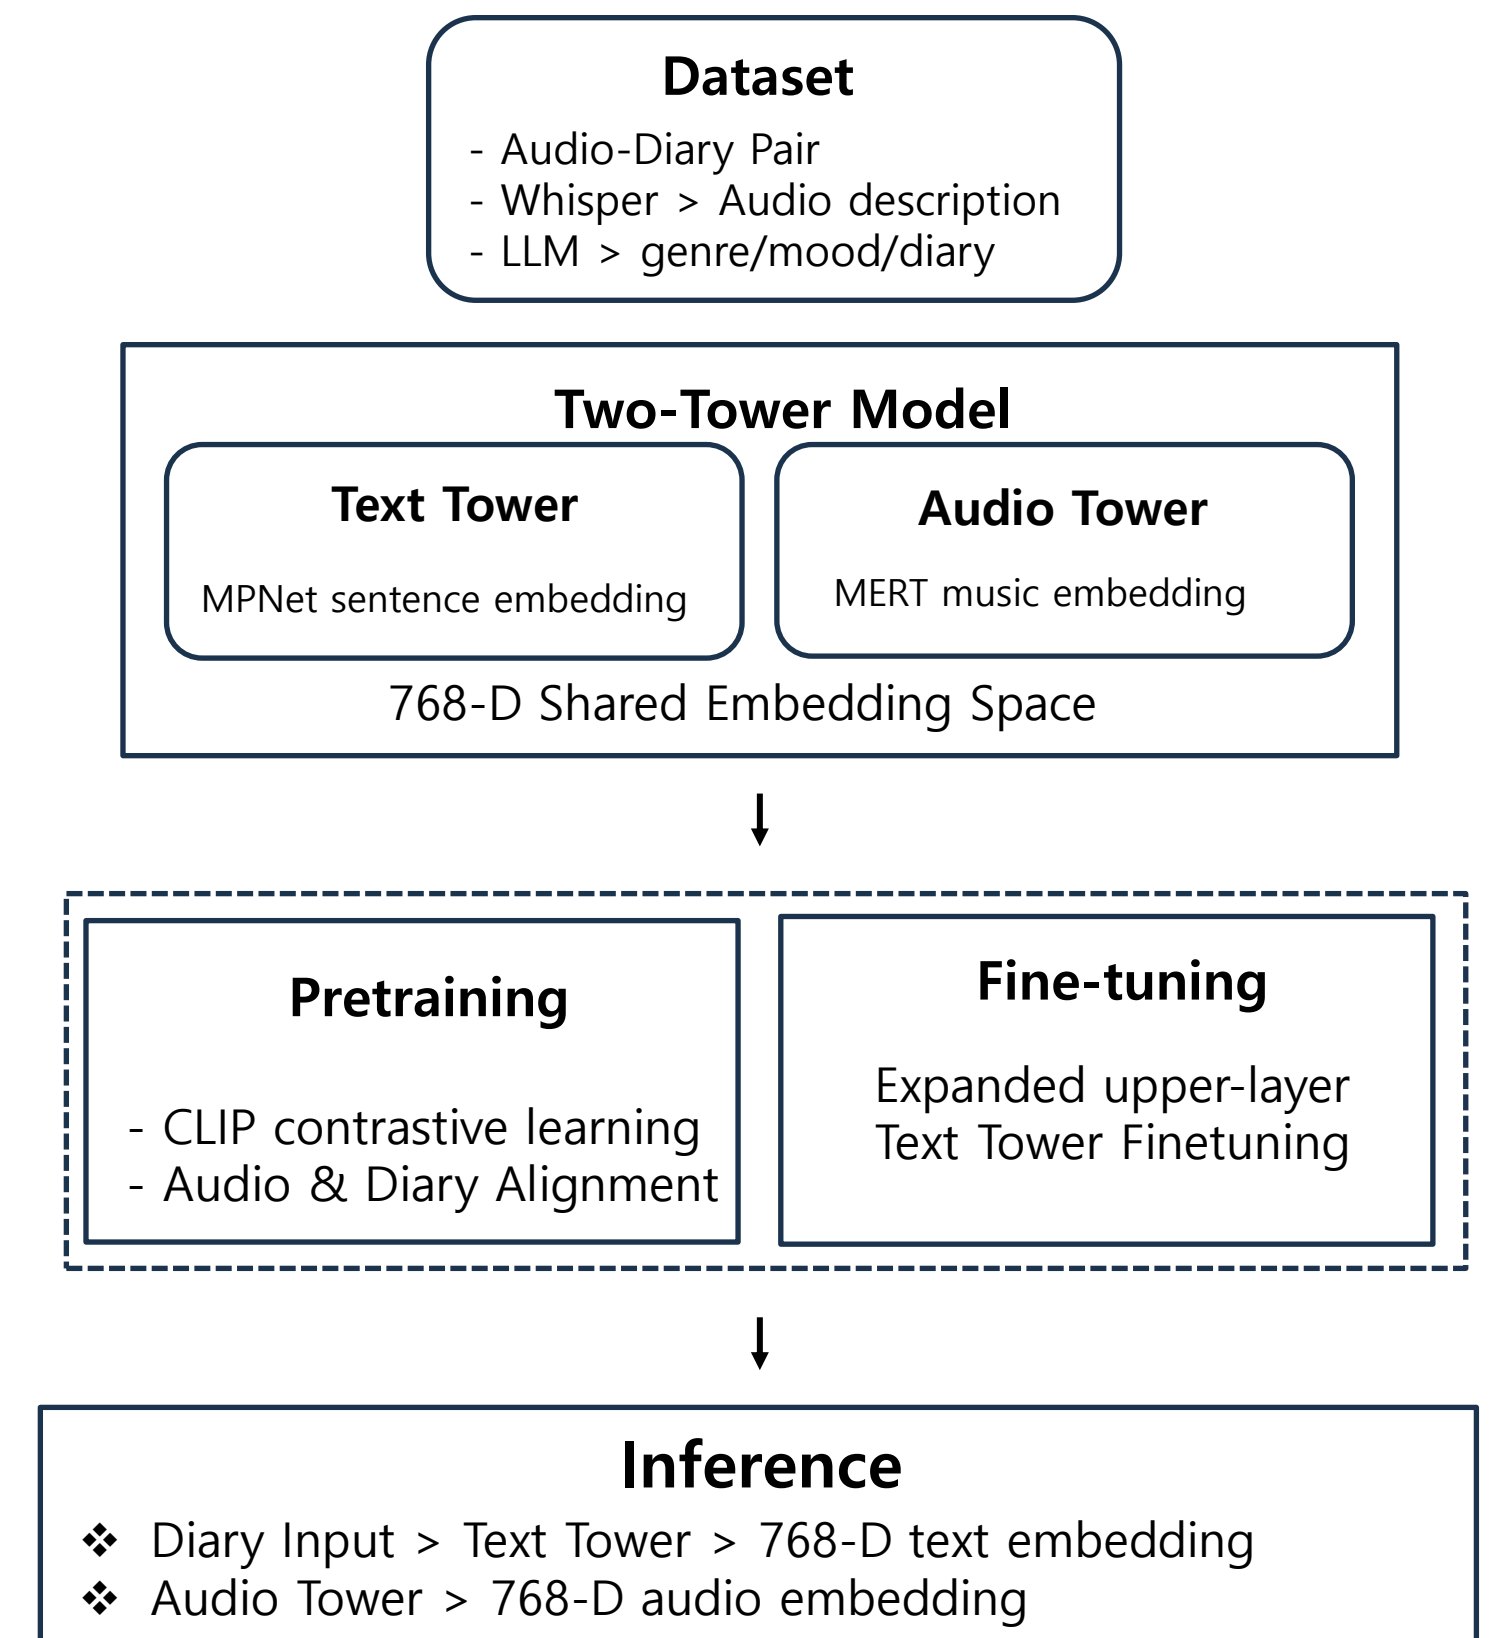 Dataset
- Audio-Diary Pair
- Whisper > Audio description
- LLM > genre/mood/diary
Two-Tower Model
Text Tower
MPNet sentence embedding
Audio Tower
MERT music embedding
768-D Shared Embedding Space
Pretraining
- CLIP contrastive learning
- Audio & Diary Alignment
Fine-tuning
Expanded upper-layer
Text Tower Finetuning
Inference
❖ Diary Input > Text Tower > 768-D text embedding
❖ Audio Tower > 768-D audio embedding